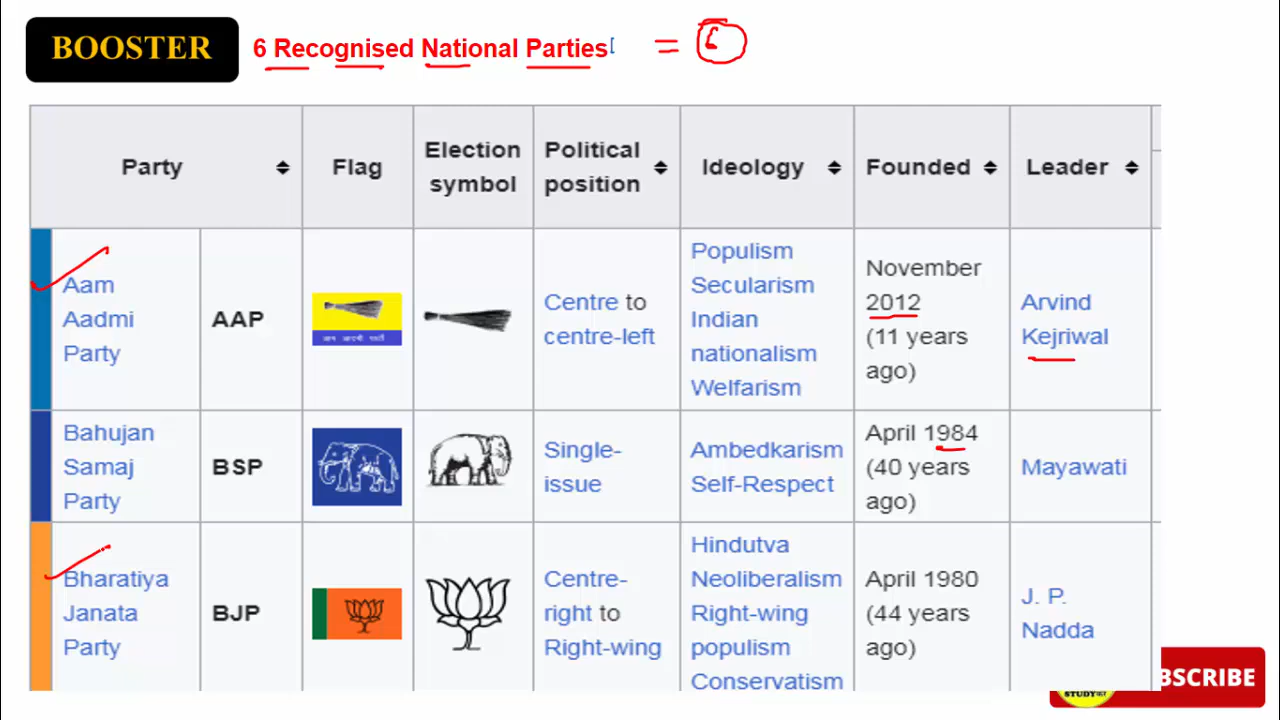 BOOSTER
6 Recognised National Parties[ = 6
Party
Flag
Election
symbol
Political
position
Ideology
Founded
Leader
Aam
Aadmi
Party
AAP
Centre to
centre-left
Populism
Secularism
Indian
nationalism
Welfarism
November
2012
(11 years
ago)
Arvind
Kejriwal
Bahujan
Samaj
Party
BSP
Single-
issue
Ambedkarism
Self-Respect
April 1984
(40 years
ago)
Mayawati
Bharatiya
Janata
Party
BJP
Centre-
right to
Right-wing
Hindutva
Neoliberalism
Right-wing
populism
Conservatism
April 1980
(44 years
ago)
J. P.
Nadda
BSCRIBE
STUDY